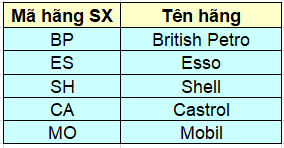 Mã hãng SX Tên hãng
BP British Petro
ES Esso
SH Shell
CA Castrol
MO Mobil